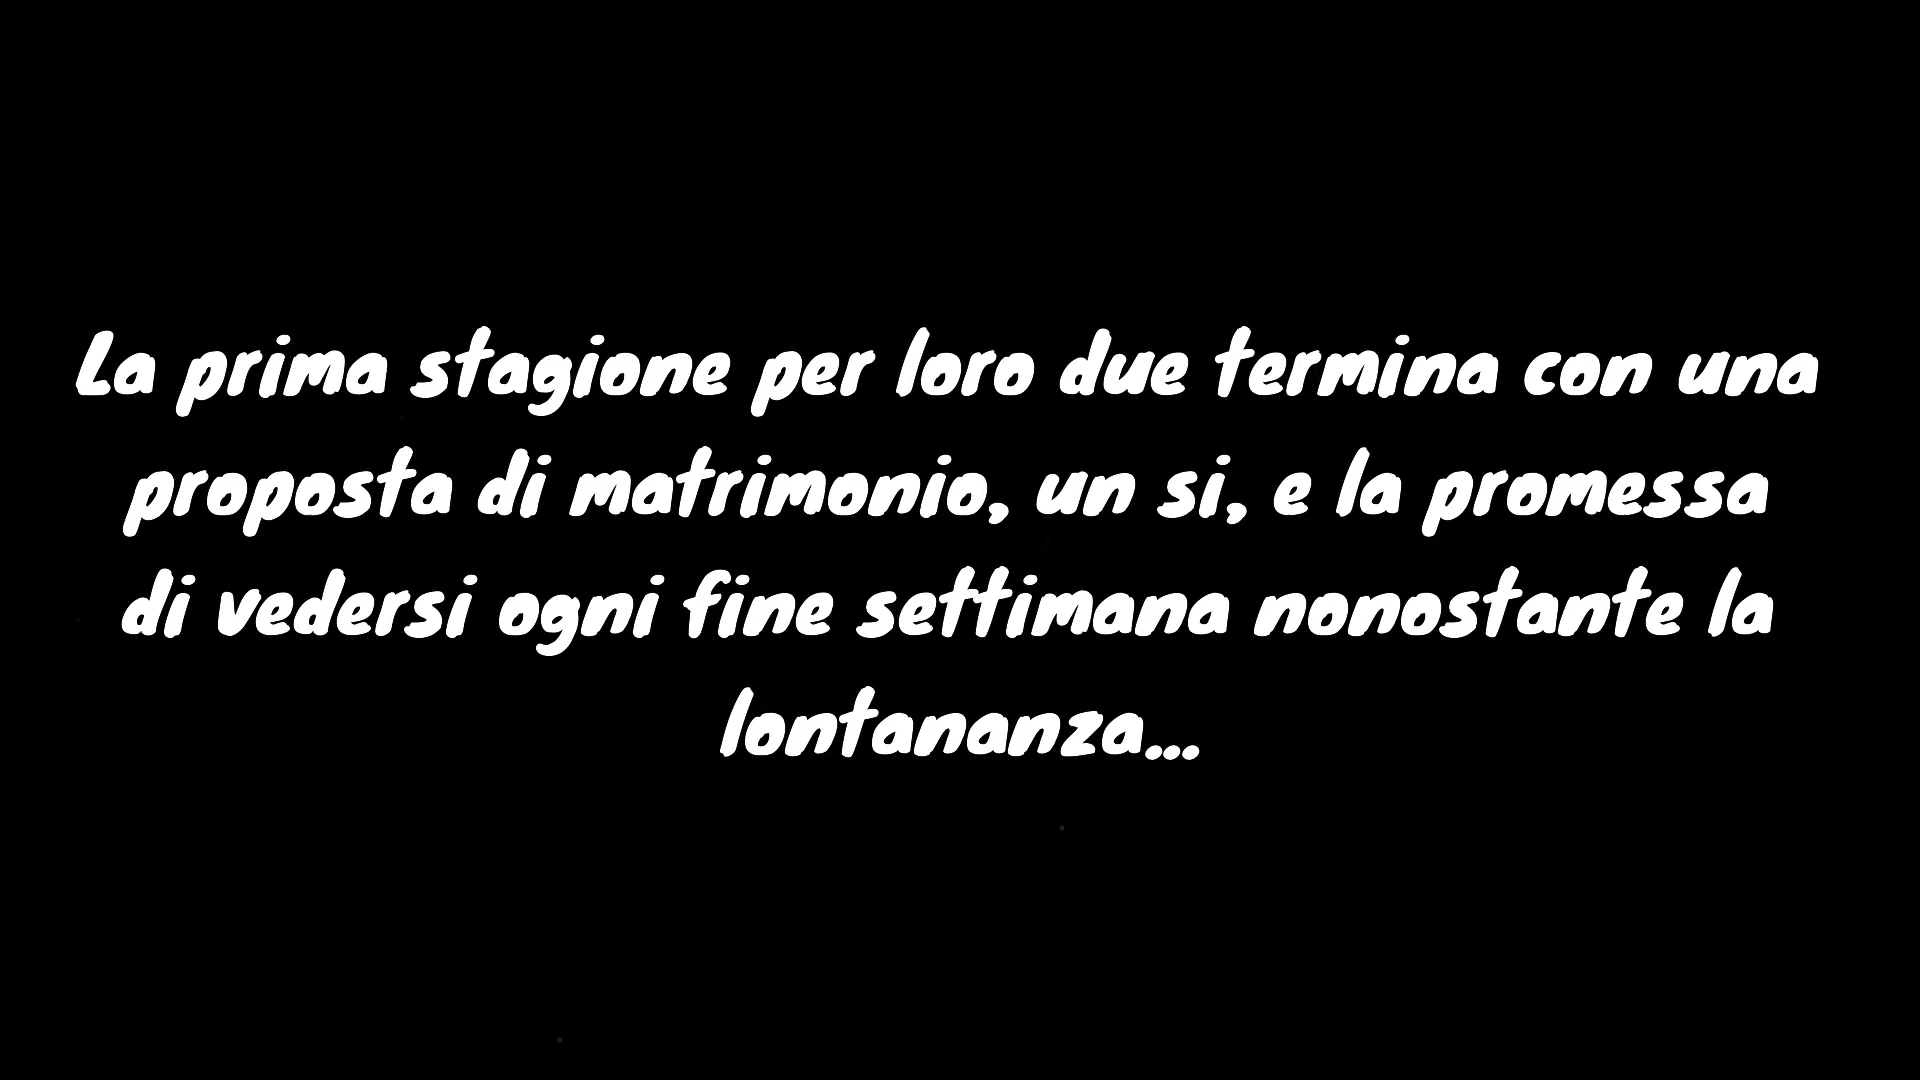 La prima stagione per loro due termina con una
proposta di matrimonio, un si, e la promessa
di vedersi ogni fine settimana nonostante la
lontananza...